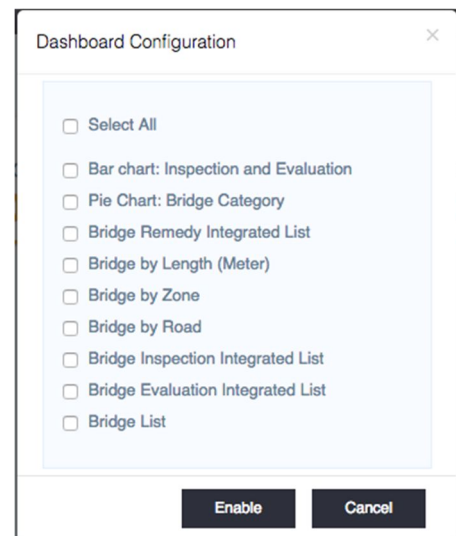 Dashboard Configuration
Select All
Bar chart: Inspection and Evaluation
Pie Chart: Bridge Category
Bridge Remedy Integrated List
Bridge by Length (Meter)
Bridge by Zone
Bridge by Road
Bridge Inspection Integrated List
Bridge Evaluation Integrated List
Bridge List
Enable Cancel